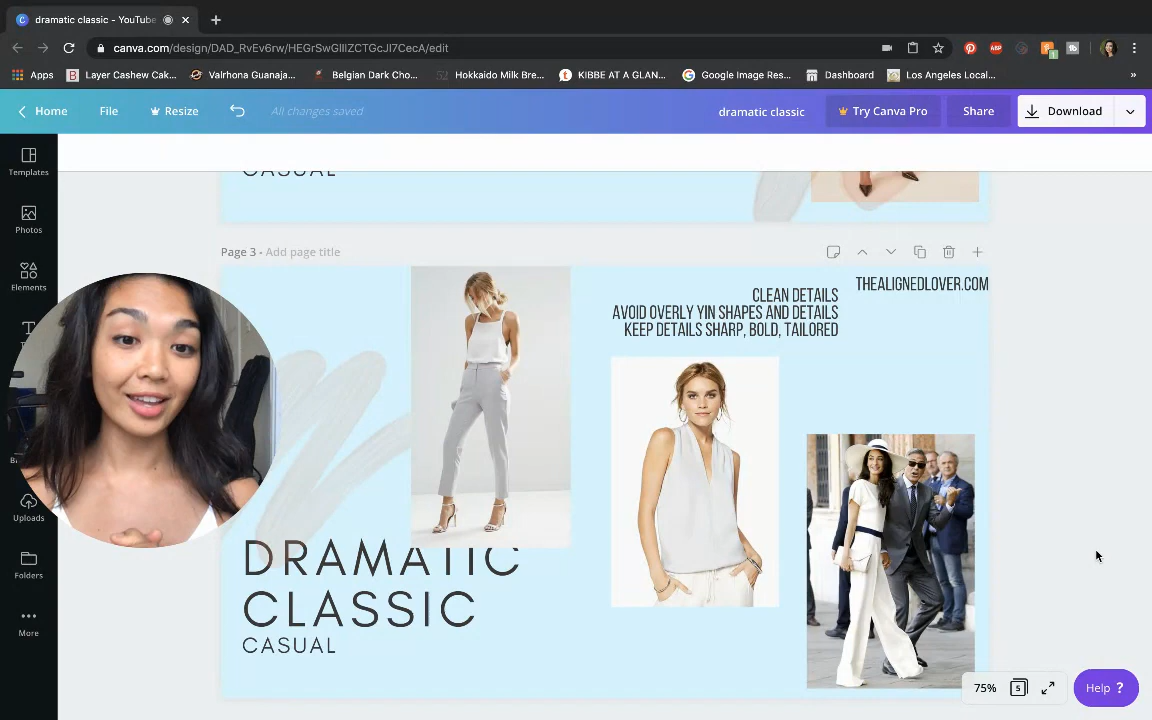 dramatic classic - YouTube
canva.com/design/DAD_RvEv6rw/HEGrSwGIlIZCTGcJI7CecA/edit
Apps
Layer Cashew Cak...
Valrhona Guanaja...
Belgian Dark Cho...
Hokkaido Milk Bre...
KIBBE AT A GLAN...
Google Image Res...
Dashboard
Los Angeles Local...
»
Home
File
Resize
All changes saved
dramatic classic
Try Canva Pro
Share
Download
Templates
Photos
Elements
Uploads
Folders
More
CASUAL
Page 3 - Add page title
THEALIGNEDLOVER.COM
CLEAN DETAILS
AVOID OVERLY YIN SHAPES AND DETAILS
KEEP DETAILS SHARP, BOLD, TAILORED
DRAMATIC
CLASSIC
CASUAL
75%
5
Help ?